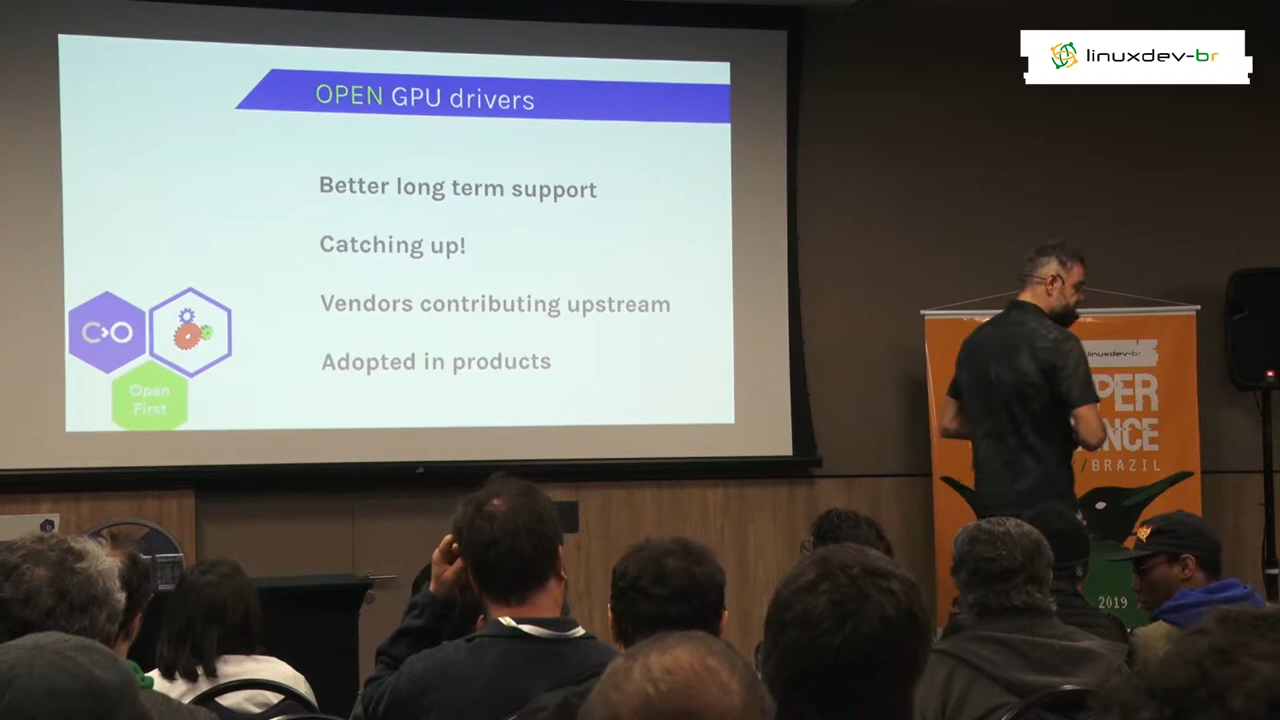 linuxdev-br
OPEN GPU drivers
Better long term support
Catching up!
Vendors contributing upstream
Adopted in products
Open
First
linuxdev-br
PER
NCE
//BRAZIL
2019